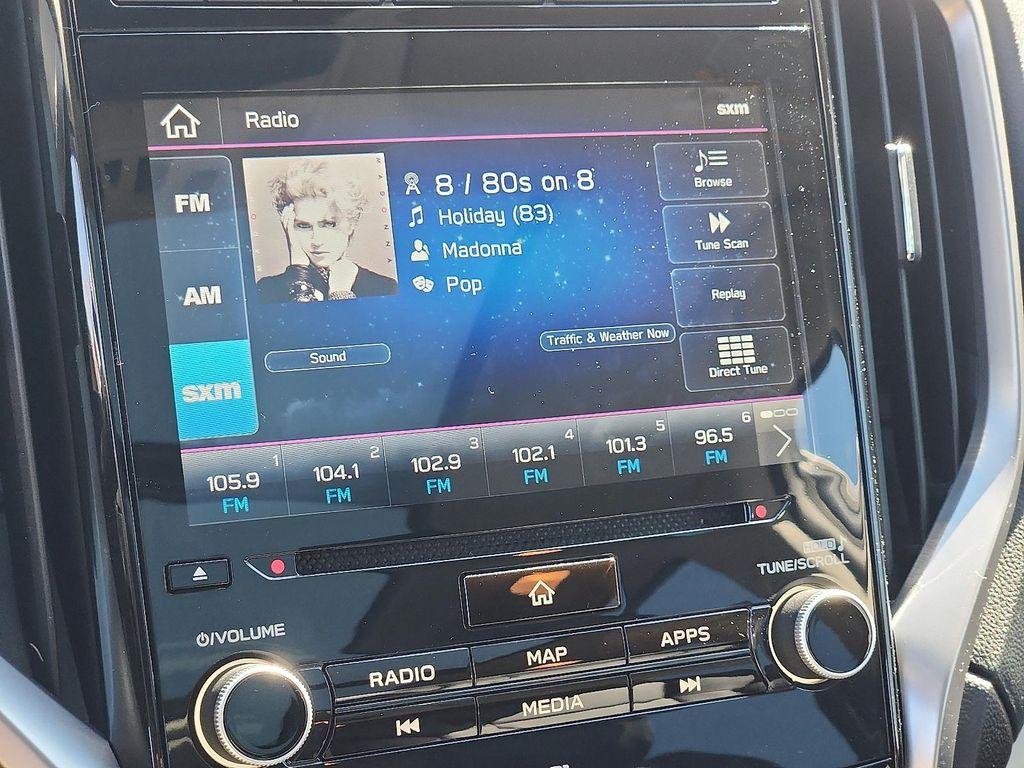 Radio
sxm
FM
AM
sxm
MADONNA
8 / 80s on 8
Holiday (83)
Madonna
Pop
Browse
Tune Scan
Replay
Direct Tune
Sound
Traffic & Weather Now
1
105.9
FM
2
104.1
FM
3
102.9
FM
4
102.1
FM
5
101.3
FM
6
96.5
FM
HOLD
TUNE/SCROLL
/VOLUME
RADIO
MAP
APPS
MEDIA